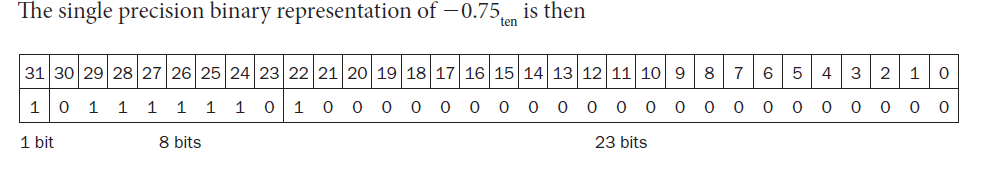 The single precision binary representation of −0.75ten is then
31 30 29 28 27 26 25 24 23 22 21 20 19 18 17 16 15 14 13 12 11 10 9 8 7 6 5 4 3 2 1 0
1 0 1 1 1 1 1 1 0 1 0 0 0 0 0 0 0 0 0 0 0 0 0 0 0 0 0 0 0 0 0 0
1 bit 8 bits 23 bits